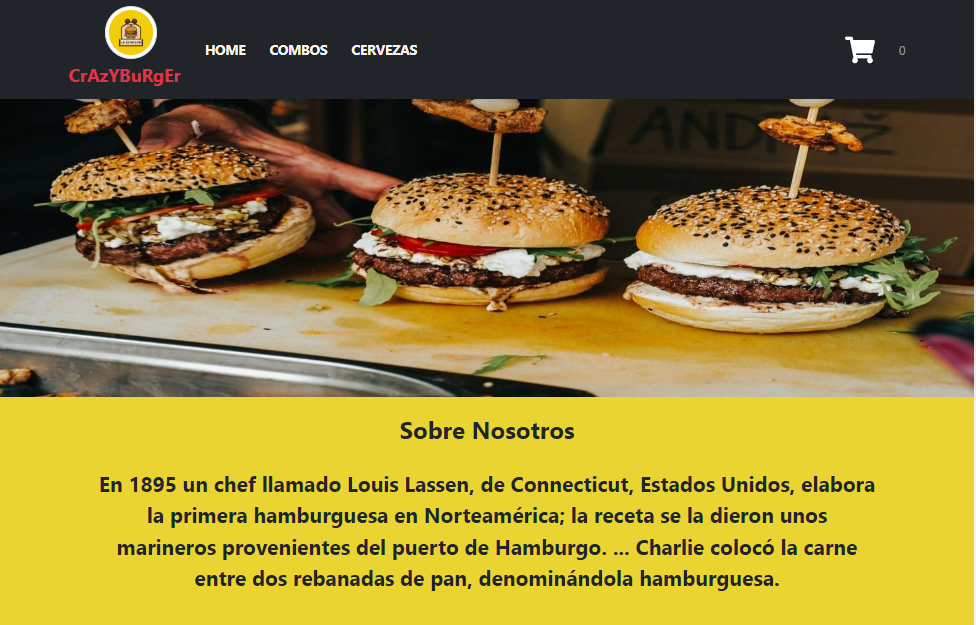 CrAzYBuRgEr
HOME COMBOS CERVEZAS
0
Sobre Nosotros
En 1895 un chef llamado Louis Lassen, de Connecticut, Estados Unidos, elabora
la primera hamburguesa en Norteamérica; la receta se la dieron unos
marineros provenientes del puerto de Hamburgo. ... Charlie colocó la carne
entre dos rebanadas de pan, denominándola hamburguesa.